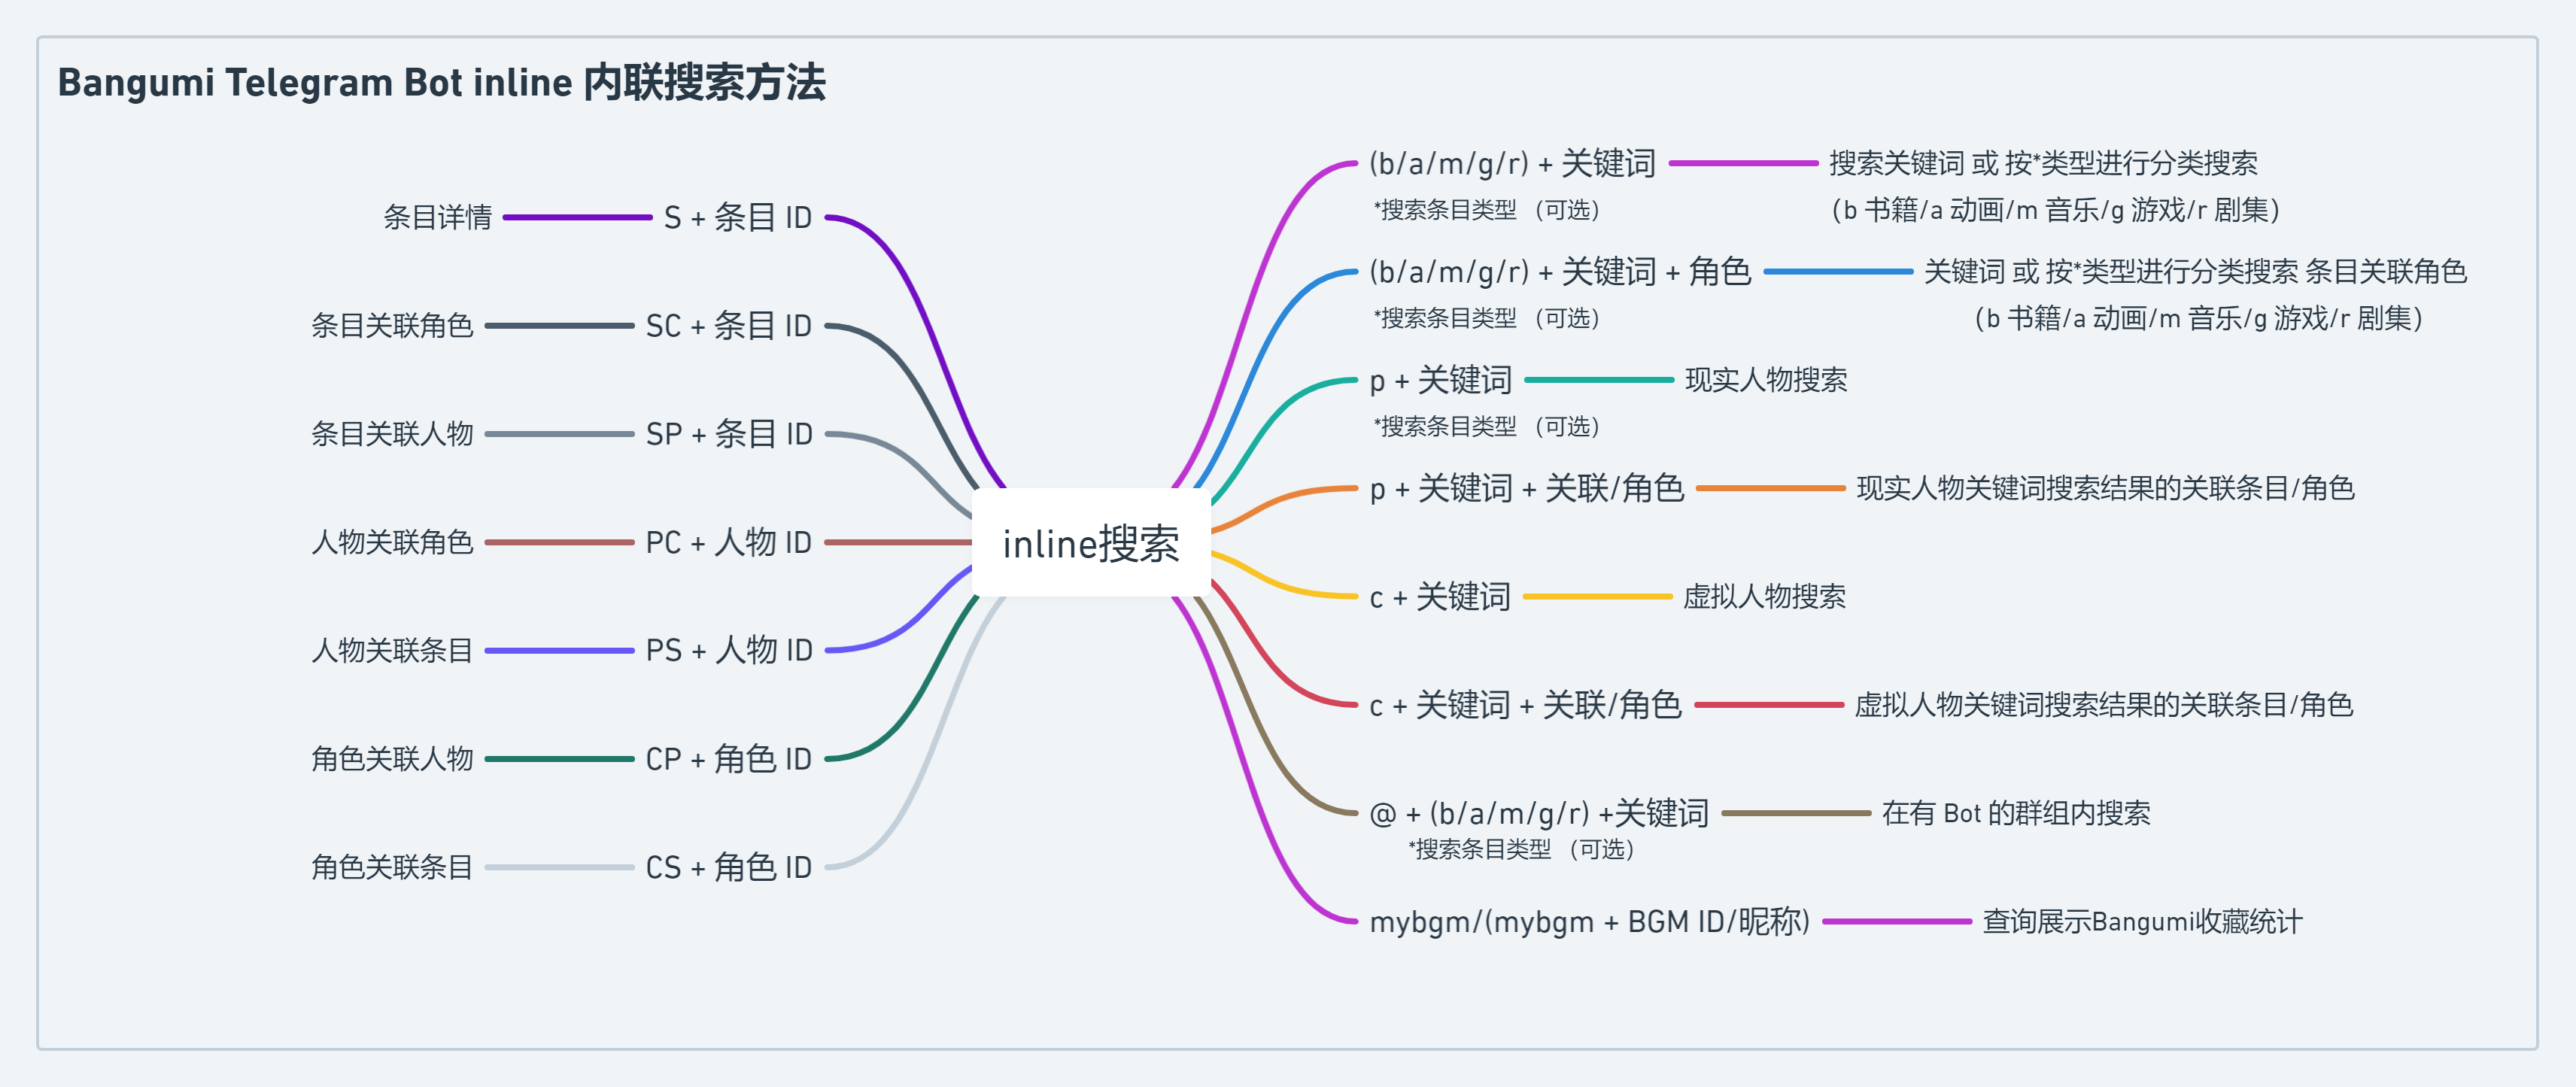 Bangumi Telegram Bot inline 内联搜索方法
条目详情 S + 条目 ID
条目关联角色 SC + 条目 ID
条目关联人物 SP + 条目 ID
人物关联角色 PC + 人物 ID
人物关联条目 PS + 人物 ID
角色关联人物 CP + 角色 ID
角色关联条目 CS + 角色 ID
inline搜索
(b/a/m/g/r) + 关键词 搜索关键词 或 按*类型进行分类搜索
*搜索条目类型 （可选） （b 书籍/a 动画/m 音乐/g 游戏/r 剧集）
(b/a/m/g/r) + 关键词 + 角色 关键词 或 按*类型进行分类搜索 条目关联角色
*搜索条目类型 （可选） （b 书籍/a 动画/m 音乐/g 游戏/r 剧集）
p + 关键词 现实人物搜索
*搜索条目类型 （可选）
p + 关键词 + 关联/角色 现实人物关键词搜索结果的关联条目/角色
c + 关键词 虚拟人物搜索
c + 关键词 + 关联/角色 虚拟人物关键词搜索结果的关联条目/角色
@ + (b/a/m/g/r) +关键词 在有 Bot 的群组内搜索
*搜索条目类型 （可选）
mybgm/(mybgm + BGM ID/昵称) 查询展示Bangumi收藏统计